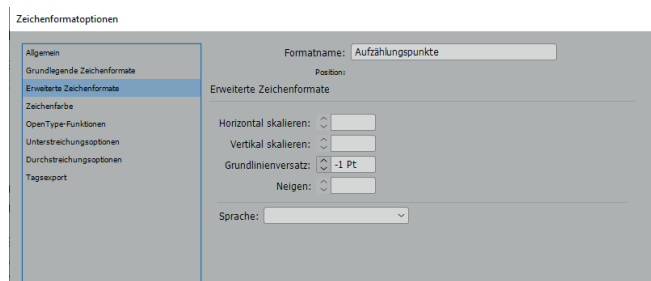 Zeichenformatoptionen
Allgemein
Grundlegende Zeichenformate
Erweiterte Zeichenformate
Zeichenfarbe
OpenType-Funktionen
Unterstreichungsoptionen
Durchstreichungsoptionen
Tagsexport
Formatname: Aufzählungspunkte
Position:
Erweiterte Zeichenformate
Horizontal skalieren:
Vertikal skalieren:
Grundlinienversatz: -1 Pt
Neigen:
Sprache: